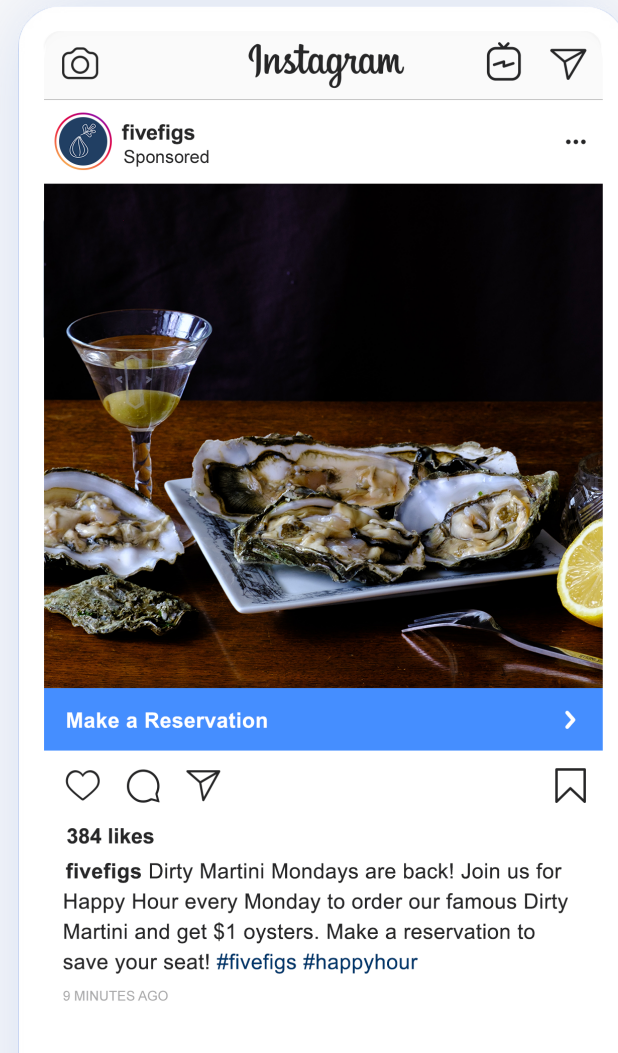 Instagram
fivefigs
Sponsored
Make a Reservation
384 likes
fivefigs Dirty Martini Mondays are back! Join us for
Happy Hour every Monday to order our famous Dirty
Martini and get $1 oysters. Make a reservation to
save your seat! #fivefigs #happyhour
9 MINUTES AGO